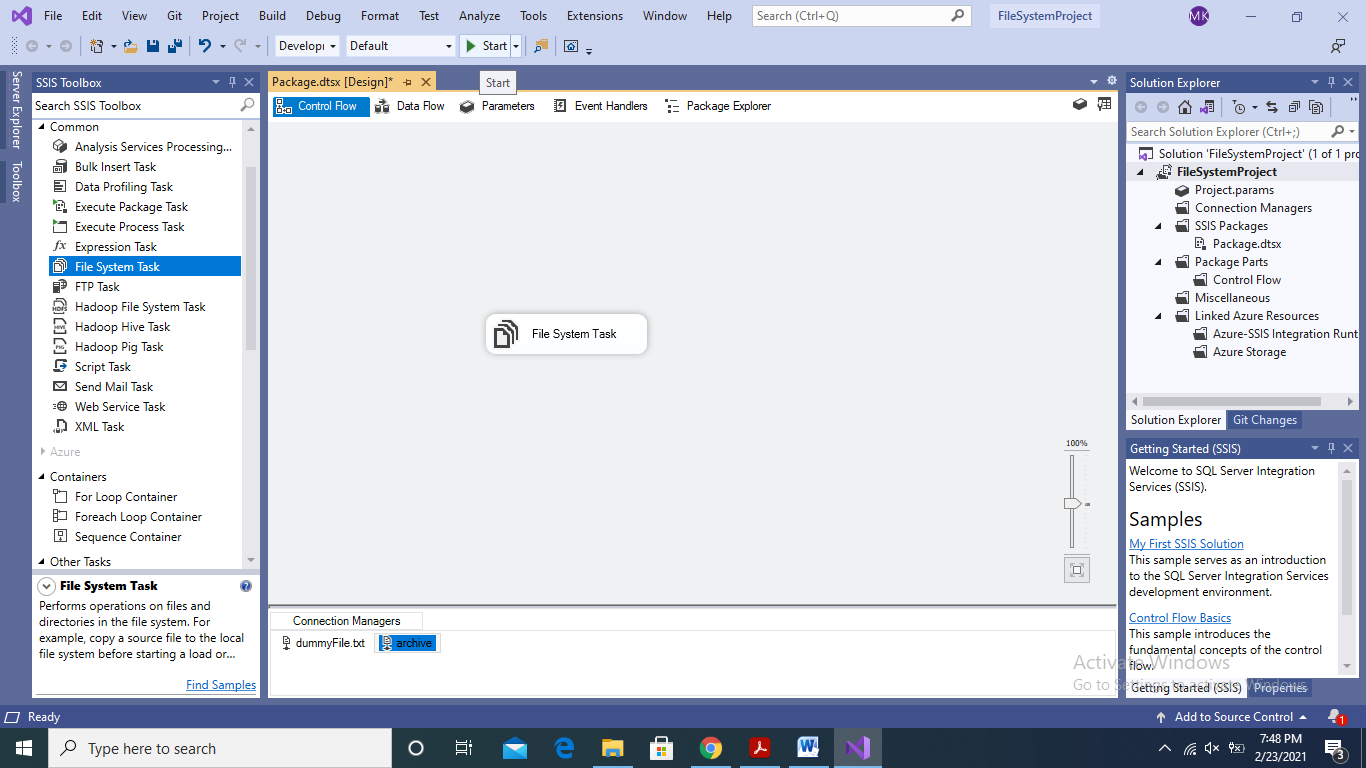 File Edit View Git Project Build Debug Format Test Analyze Tools Extensions Window Help Search (Ctrl+Q) FileSystemProject MK
Developı Default Start
Server Explorer
Toolbox
SSIS Toolbox
Search SSIS Toolbox
Common
Analysis Services Processing...
Bulk Insert Task
Data Profiling Task
Execute Package Task
Execute Process Task
Expression Task
File System Task
FTP Task
Hadoop File System Task
Hadoop Hive Task
Hadoop Pig Task
Script Task
Send Mail Task
Web Service Task
XML Task
Azure
Containers
For Loop Container
Foreach Loop Container
Sequence Container
Other Tasks
File System Task
Performs operations on files and
directories in the file system. For
example, copy a source file to the local
file system before starting a load or...
Find Samples
Package.dtsx [Design]*
Start
Control Flow Data Flow Parameters Event Handlers Package Explorer
File System Task
100%
Connection Managers
dummyFile.txt archive
Solution Explorer
Search Solution Explorer (Ctrl+;)
Solution 'FileSystemProject' (1 of 1 pro
FileSystemProject
Project.params
Connection Managers
SSIS Packages
Package.dtsx
Package Parts
Control Flow
Miscellaneous
Linked Azure Resources
Azure-SSIS Integration Runt
Azure Storage
Solution Explorer Git Changes
Getting Started (SSIS)
Welcome to SQL Server Integration
Services (SSIS).
Samples
My First SSIS Solution
This sample serves as an introduction
to the SQL Server Integration Services
development environment.
Control Flow Basics
This sample introduces the
fundamental concepts of the control
flow.
Activate Windows
Go to Settings to activate Windows.
Getting Started (SSIS) Properties
Ready Add to Source Control 1
Type here to search 7:48 PM
2/23/2021 3